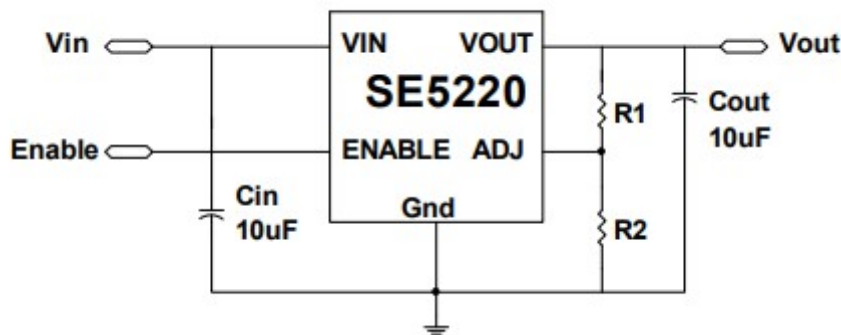 Vin
VIN
VOUT
Vout
SE5220
R1
Cout
10uF
Enable
ENABLE
ADJ
Cin
10uF
Gnd
R2